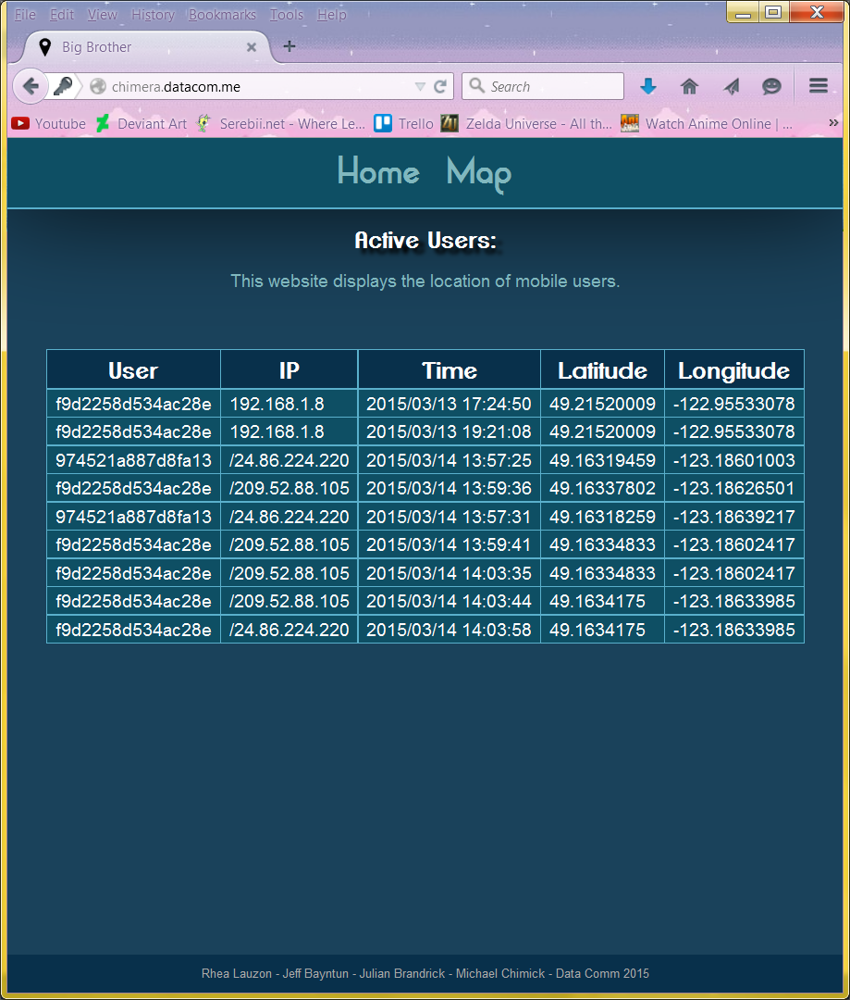 File Edit View History Bookmarks Tools Help
Big Brother
chimera.datacom.me Search
Youtube Deviant Art Serebii.net - Where Le... Trello Zelda Universe - All th... Watch Anime Online | ...
Home Map
Active Users:
This website displays the location of mobile users.
User IP Time Latitude Longitude
f9d2258d534ac28e 192.168.1.8 2015/03/13 17:24:50 49.21520009 -122.95533078
f9d2258d534ac28e 192.168.1.8 2015/03/13 19:21:08 49.21520009 -122.95533078
974521a887d8fa13 /24.86.224.220 2015/03/14 13:57:25 49.16319459 -123.18601003
f9d2258d534ac28e /209.52.88.105 2015/03/14 13:59:36 49.16337802 -123.18626501
974521a887d8fa13 /24.86.224.220 2015/03/14 13:57:31 49.16318259 -123.18639217
f9d2258d534ac28e /209.52.88.105 2015/03/14 13:59:41 49.16334833 -123.18602417
f9d2258d534ac28e /209.52.88.105 2015/03/14 14:03:35 49.16334833 -123.18602417
f9d2258d534ac28e /209.52.88.105 2015/03/14 14:03:44 49.1634175 -123.18633985
f9d2258d534ac28e /24.86.224.220 2015/03/14 14:03:58 49.1634175 -123.18633985
Rhea Lauzon - Jeff Bayntun - Julian Brandrick - Michael Chimick - Data Comm 2015